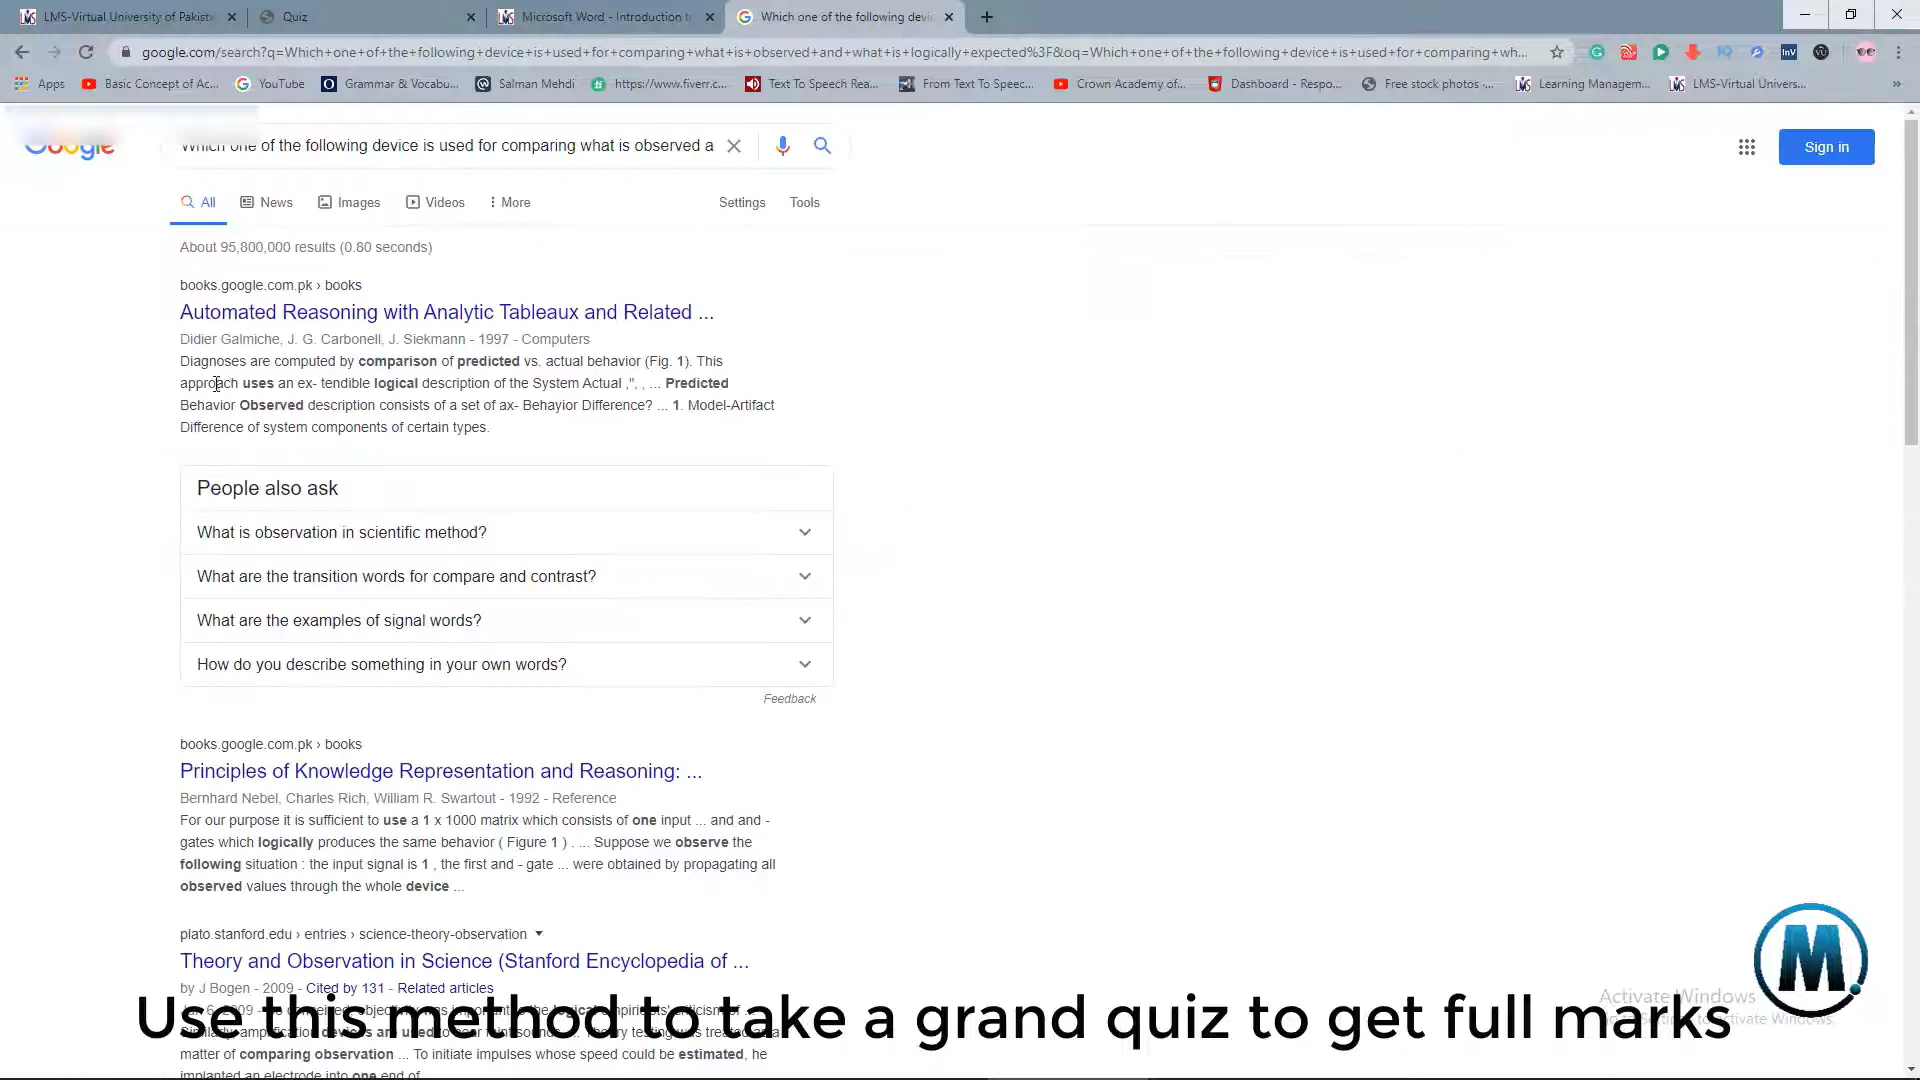 LMS-Virtual University of Pakist
Quiz
Microsoft Word - Introduction t
Which one of the following devi
google.com/search?q=Which+one+of+the+following+device+is+used+for+comparing+what+is+observed+and+what+is+logically+expected%3F&oq=Which+one+of+the+following+device+is+used+for+comparing+wh...
Apps
Basic Concept of Ac...
YouTube
Grammar & Vocabu...
Salman Mehdi
https://www.fiverr.c...
Text To Speech Rea...
From Text To Speec...
Crown Academy of...
Dashboard - Respo...
Free stock photos -...
Learning Managem...
LMS-Virtual Univers...
Google
Which one of the following device is used for comparing what is observed a
Sign in
All
News
Images
Videos
More
Settings
Tools
About 95,800,000 results (0.80 seconds)
books.google.com.pk › books
Automated Reasoning with Analytic Tableaux and Related ...
Didier Galmiche, J. G. Carbonell, J. Siekmann - 1997 - Computers
Diagnoses are computed by comparison of predicted vs. actual behavior (Fig. 1). This
approach uses an ex- tendible logical description of the System Actual ,", , ... Predicted
Behavior Observed description consists of a set of ax- Behayior Difference? ... 1. Model-Artifact
Difference of system components of certain types.
People also ask
What is observation in scientific method?
What are the transition words for compare and contrast?
What are the examples of signal words?
How do you describe something in your own words?
Feedback
books.google.com.pk › books
Principles of Knowledge Representation and Reasoning: ...
Bernhard Nebel, Charles Rich, William R. Swartout - 1992 - Reference
For our purpose it is sufficient to use a 1 x 1000 matrix which consists of one input ... and and -
gates which logically produces the same behavior ( Figure 1 ) . ... Suppose we observe the
following situation : the input signal is 1 , the first and - gate ... were obtained by propagating all
observed values through the whole device ...
plato.stanford.edu › entries › science-theory-observation
Theory and Observation in Science (Stanford Encyclopedia of ...
by J Bogen - 2009 - Cited by 131 - Related articles
Use this method to take a grand quiz to get full marks
M
Activate Windows
matter of comparing observation ... To initiate impulses whose speed could be estimated, he
implanted an electrode into one end of